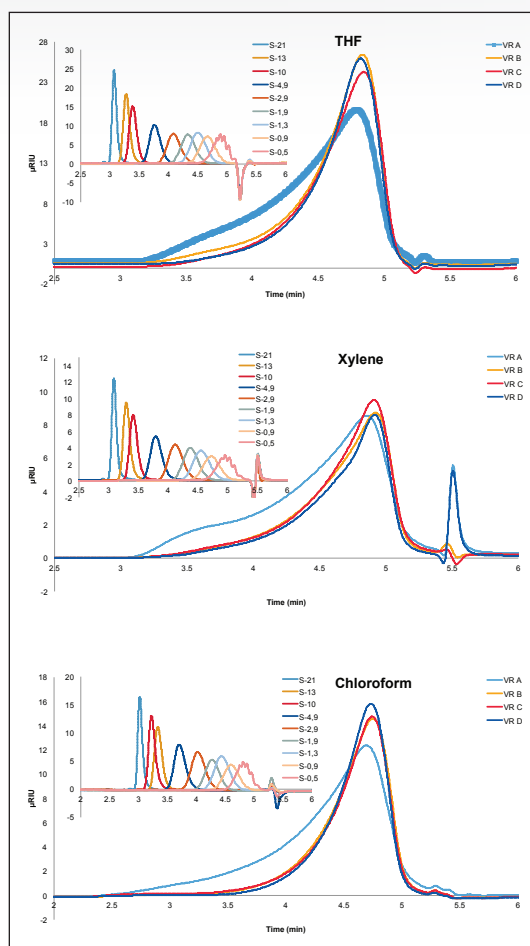 THF
28
23
18
13
8
3
-2
µRIU
2.5 3 3.5 4 4.5 5 5.5 6
Time (min)
30
25
20
15
10
5
0
-5
-10
2.5 3.0 3.5 4.0 4.5 5.0 5.5 6
S-21
S-13
S-10
S-4,9
S-2,9
S-1,9
S-1,3
S-0,9
S-0,5
VR A
VR B
VR C
VR D
Xylene
12
10
8
6
4
2
0
-2
µRIU
2.5 3 3.5 4 4.5 5 5.5 6
Time (min)
14
12
10
8
6
4
2
0
-2
2.5 3.0 3.5 4.0 4.5 5.0 5.5 6
S-21
S-13
S-10
S-4,9
S-2,9
S-1,9
S-1,3
S-0,9
S-0,5
VR A
VR B
VR C
VR D
Chloroform
18
16
14
12
10
8
6
4
2
0
-2
µRIU
2 2.5 3 3.5 4 4.5 5 5.5 6
Time (min)
20
15
10
5
0
-5
2 2.5 3.0 3.5 4.0 4.5 5.0 5.5 6
S-21
S-13
S-10
S-4,9
S-2,9
S-1,9
S-1,3
S-0,9
S-0,5
VR A
VR B
VR C
VR D